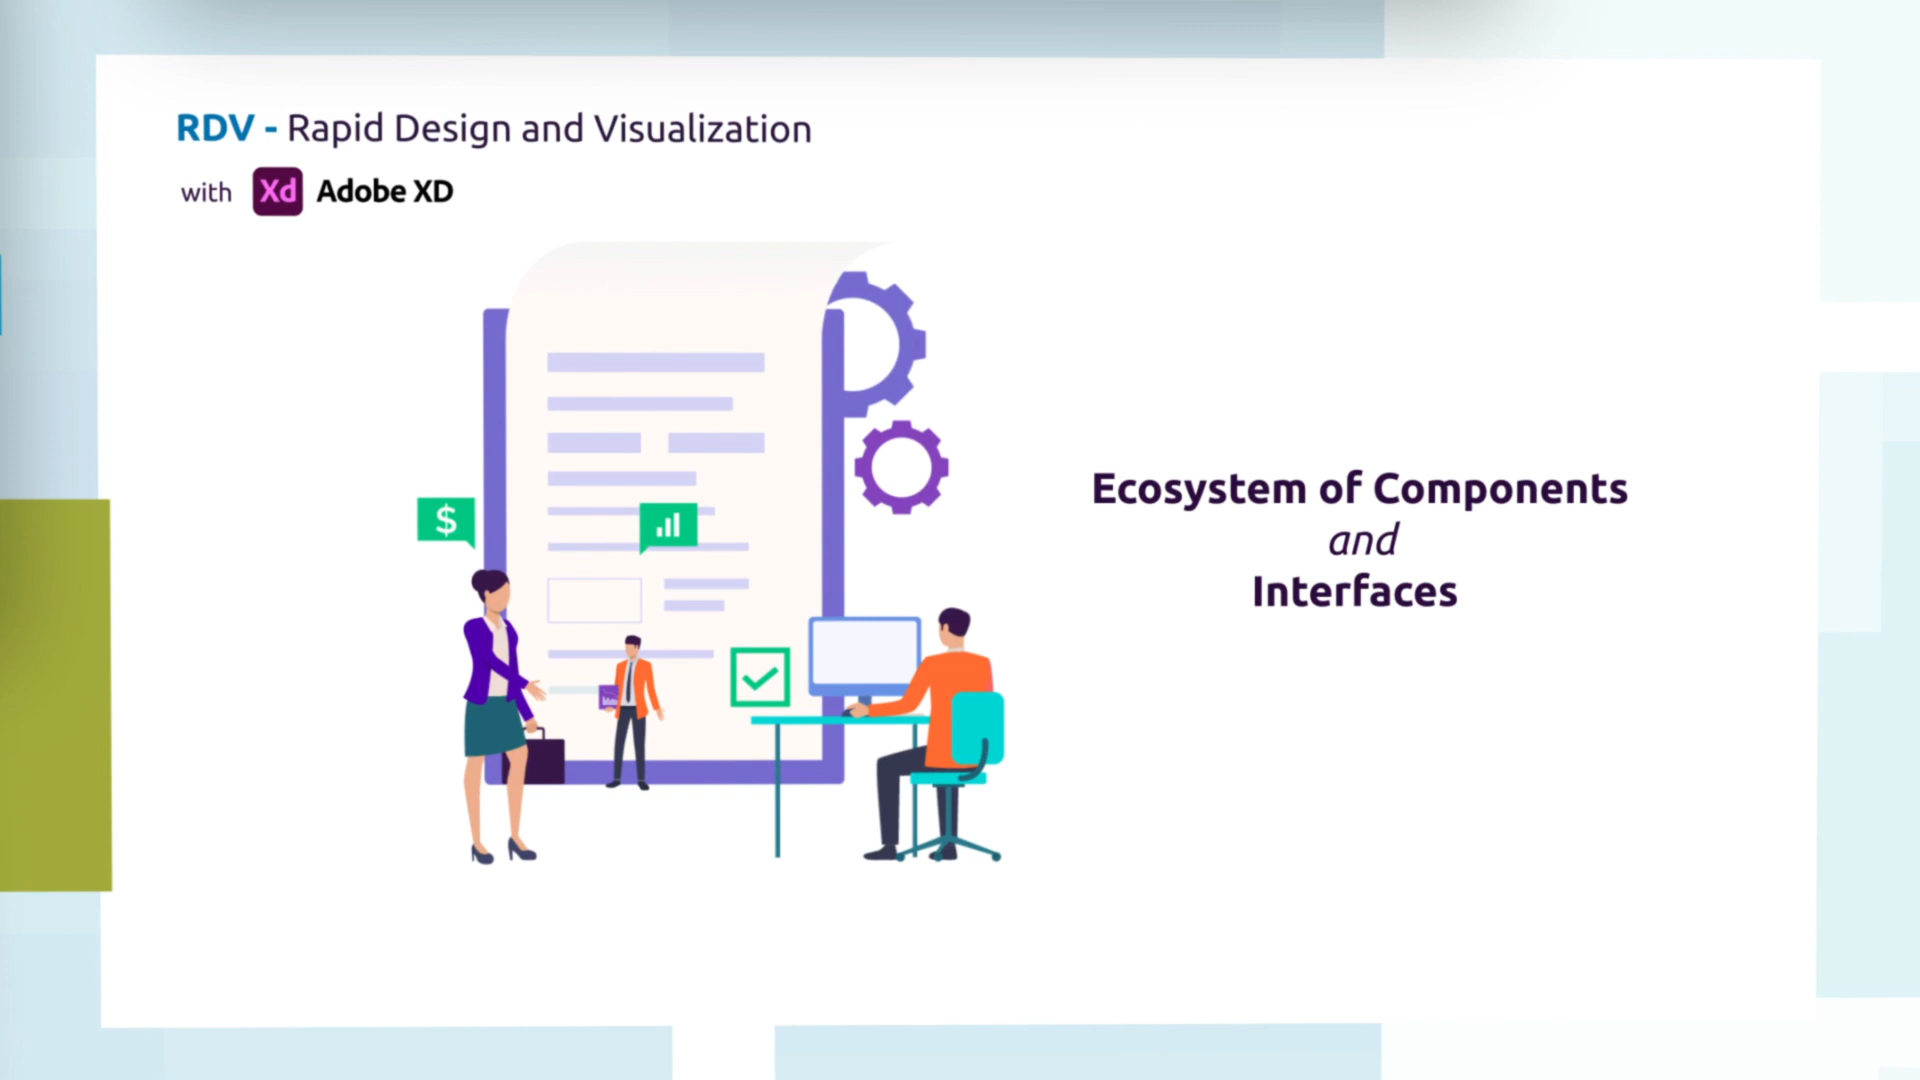 RDV - Rapid Design and Visualization
with Xd Adobe XD
$
Ecosystem of Components
and
Interfaces